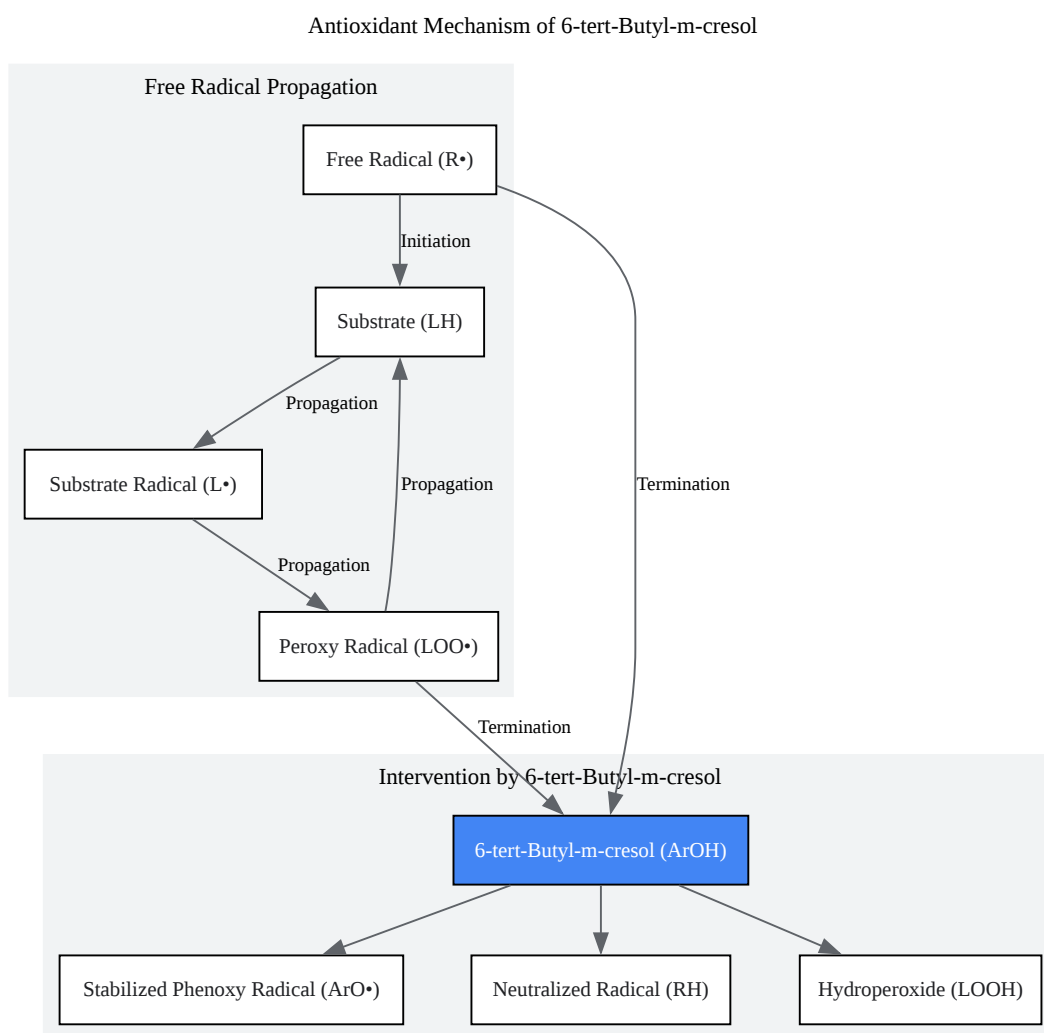 Antioxidant Mechanism of 6-tert-Butyl-m-cresol
Free Radical Propagation
Free Radical (R•)
Initiation
Substrate (LH)
Propagation
Substrate Radical (L•)
Propagation
Termination
Propagation
Peroxy Radical (LOO•)
Termination
Intervention by 6-tert-Butyl-m-cresol
6-tert-Butyl-m-cresol (ArOH)
Stabilized Phenoxy Radical (ArO•)
Neutralized Radical (RH)
Hydroperoxide (LOOH)